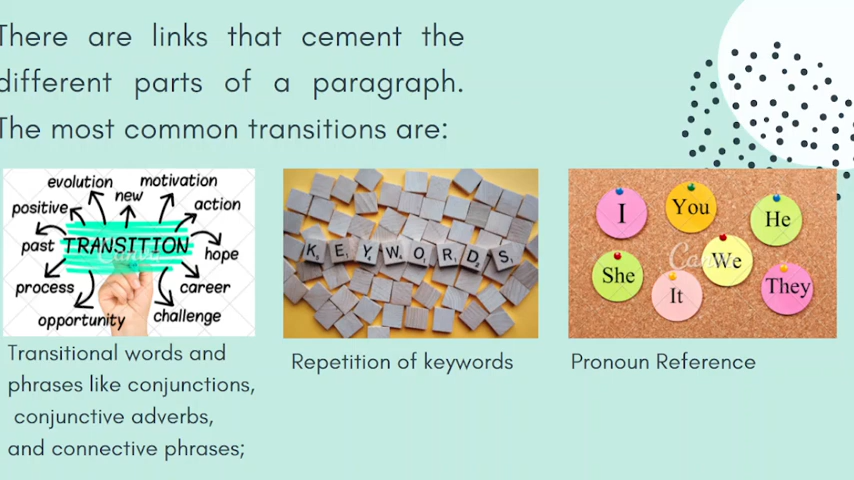 There are links that cement the
different parts of a paragraph.
The most common transitions are:
evolution
motivation
new
positive
action
past
TRANSITION
hope
process
career
opportunity
challenge
KEYWORDS
I
You
He
She
We
It
They
Canva
Transitional words and
phrases like conjunctions,
conjunctive adverbs,
and connective phrases;
Repetition of keywords
Pronoun Reference